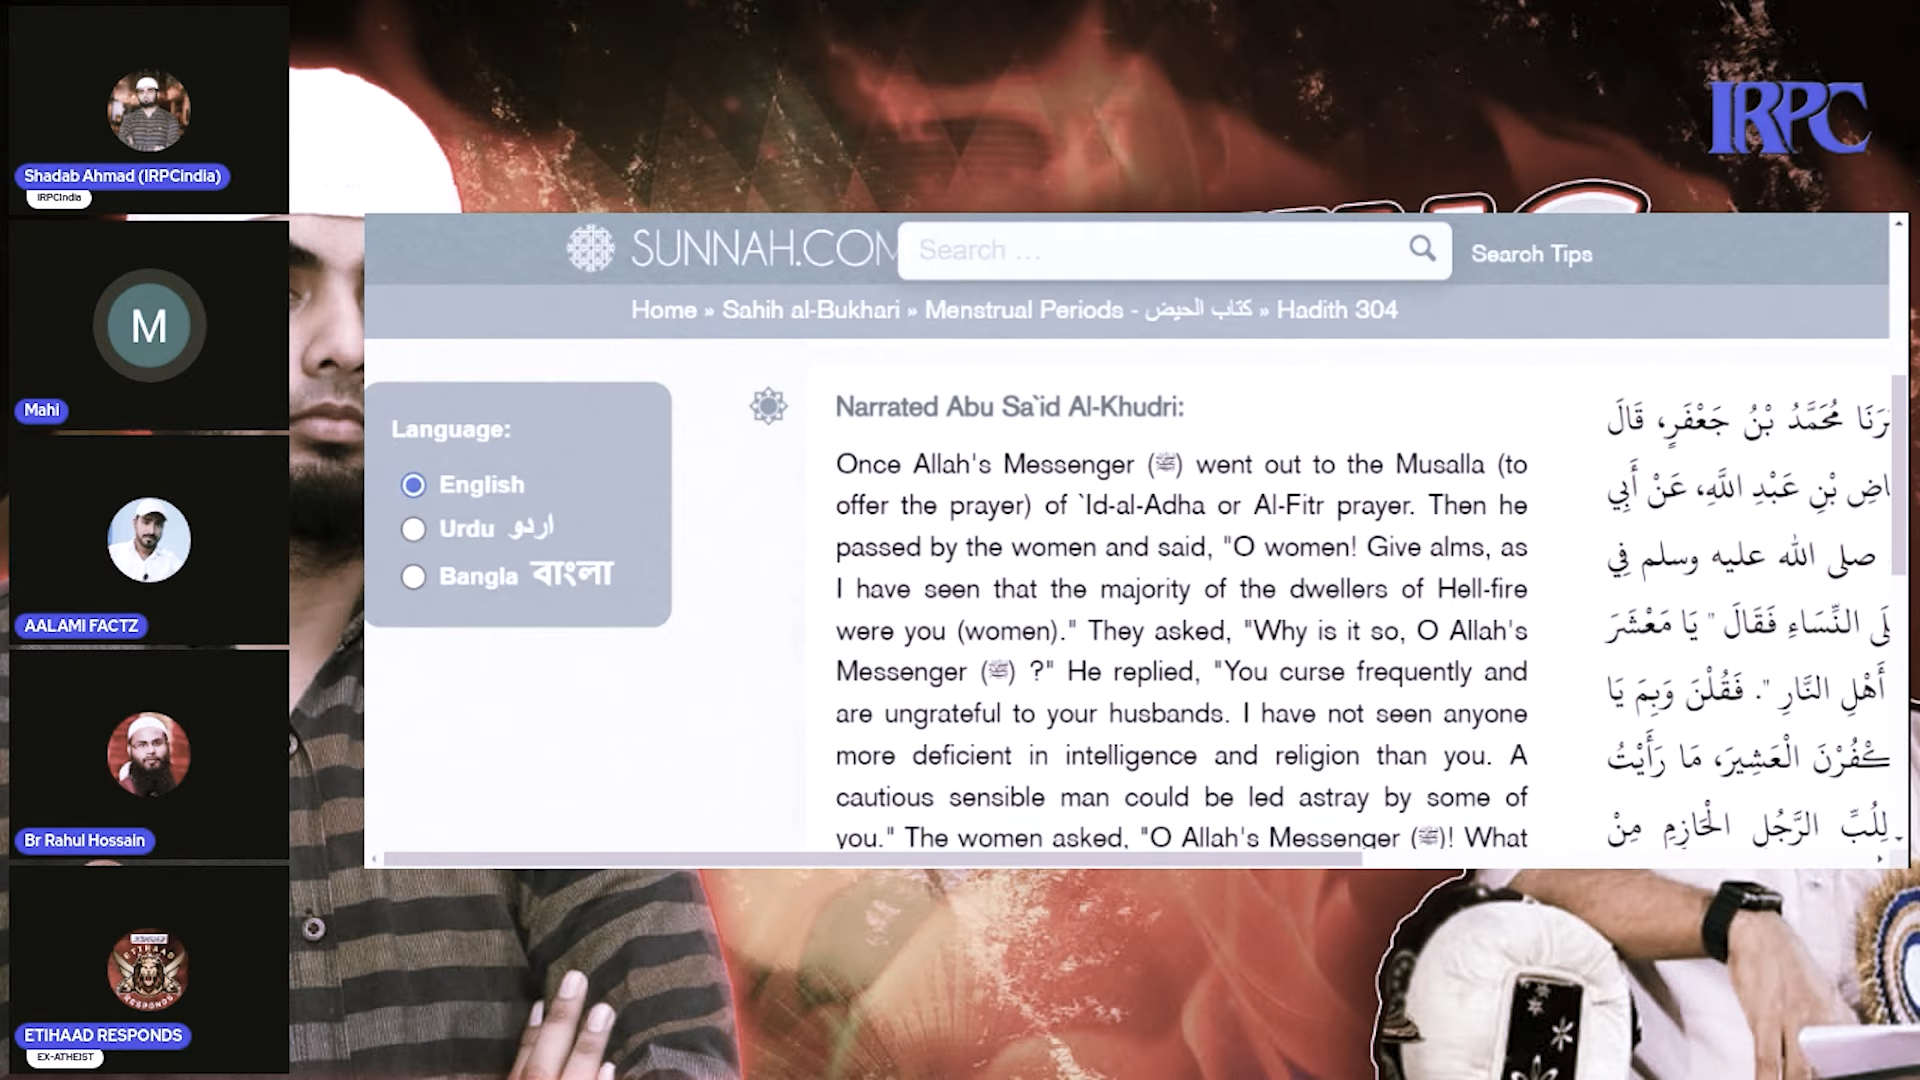 Shadab Ahmad (IRPCindia)
IRPCindia
M
Mahi
AALAMI FACTZ
Br Rahul Hossain
ETIHAAD
RESPONDS
ETIHAAD RESPONDS
EX-ATHEIST
IRPC
SUNNAH.COM
Search ...
Search Tips
Home » Sahih al-Bukhari » Menstrual Periods - كتاب الحيض » Hadith 304
Language:
English
Urdu اردو
Bangla বাংলা
Narrated Abu Sa`id Al-Khudri:
Once Allah's Messenger (ﷺ) went out to the Musalla (to
offer the prayer) of `Id-al-Adha or Al-Fitr prayer. Then he
passed by the women and said, "O women! Give alms, as
I have seen that the majority of the dwellers of Hell-fire
were you (women)." They asked, "Why is it so, O Allah's
Messenger (ﷺ) ?" He replied, "You curse frequently and
are ungrateful to your husbands. I have not seen anyone
more deficient in intelligence and religion than you. A
cautious sensible man could be led astray by some of
you." The women asked, "O Allah's Messenger (ﷺ)! What
مُحَمَّدُ بْنُ جَعْفَرٍ، قَالَ
بْنِ عَبْدِ اللَّهِ، عَنْ أَبِي
صلى الله عليه وسلم فِي
النِّسَاءِ فَقَالَ " يَا مَعْشَرَ
أَهْلِ النَّارِ ". فَقُلْنَ وَبِمَ يَا
الْعَشِيرَ، مَا رَأَيْتُ
لِلُبِّ الرَّجُلِ الْحَازِمِ مِنْ